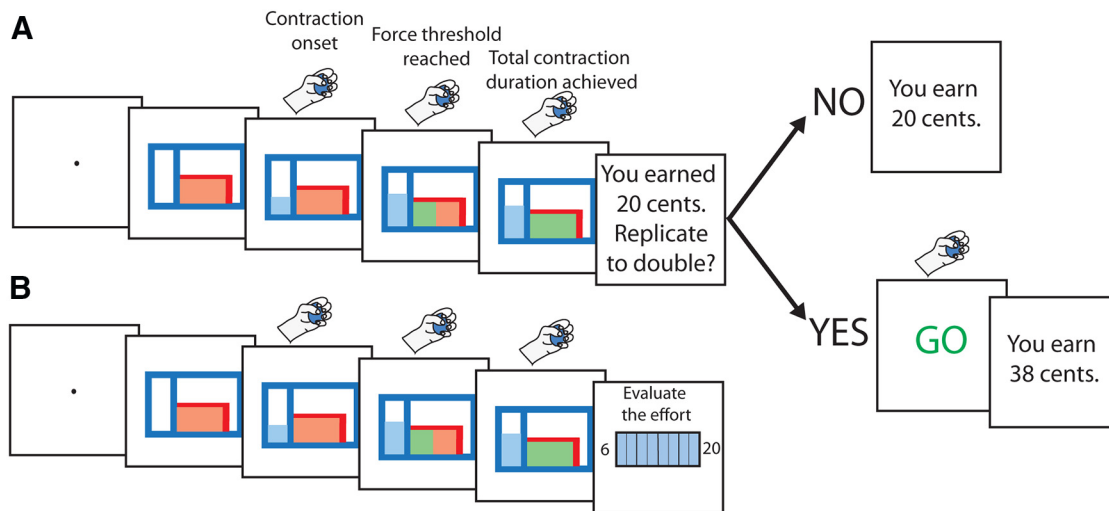 A
Contraction
onset
Force threshold
reached
Total contraction
duration achieved
You earned
20 cents.
Replicate
to double?
NO
You earn
20 cents.
YES
GO
You earn
38 cents.
B
Evaluate
the effort
6
20